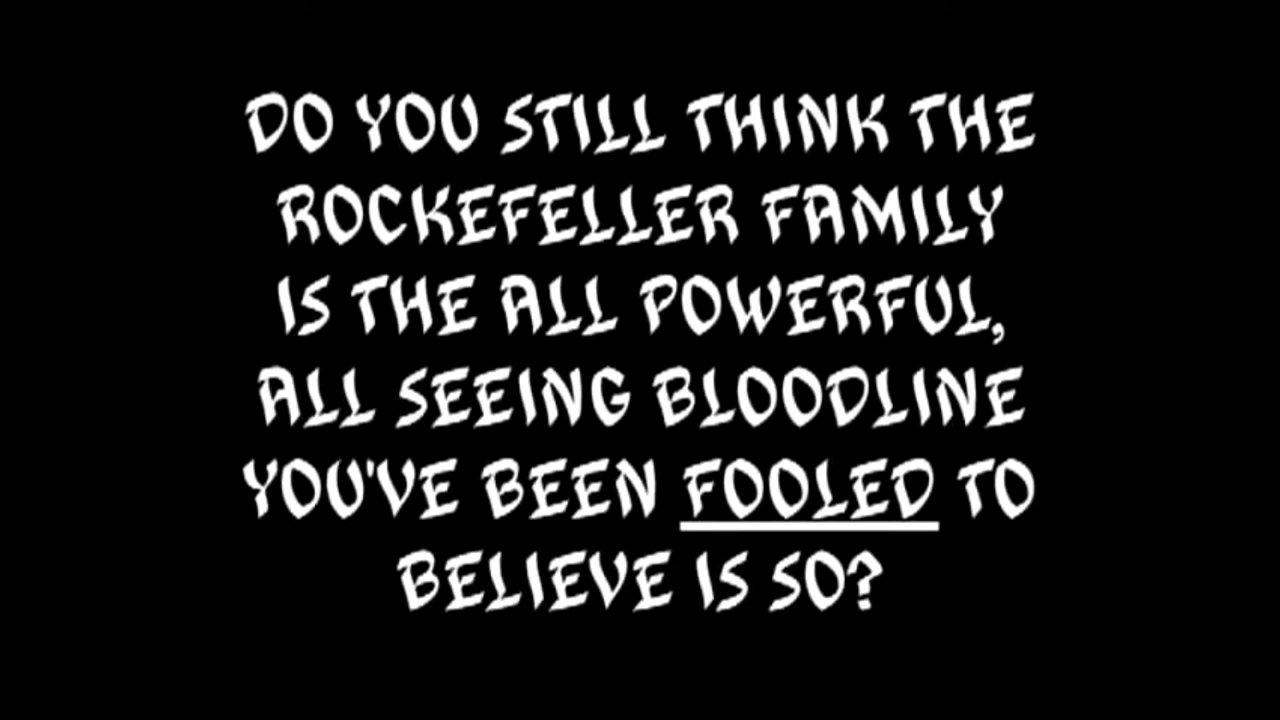 DO YOU STILL THINK THE
ROCKEFELLER FAMILY
IS THE ALL POWERFUL,
ALL SEEING BLOODLINE
YOU'VE BEEN FOOLED TO
BELIEVE IS SO?